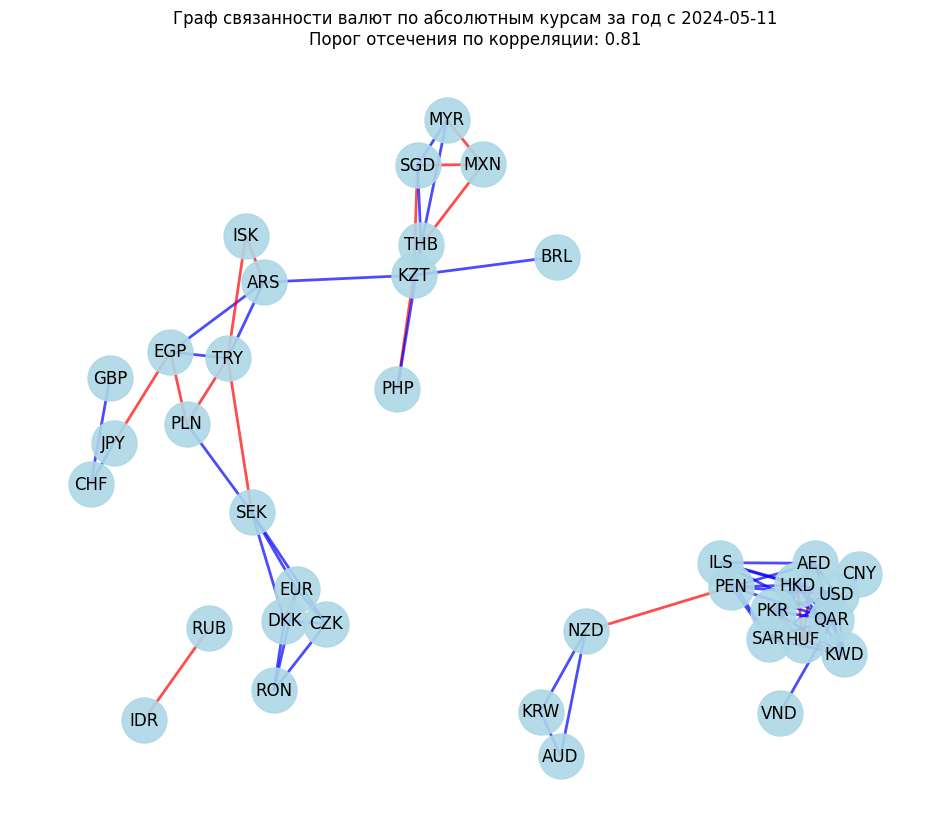 Граф связанности валют по абсолютным курсам за год с 2024-05-11
Порог отсечения по корреляции: 0.81
MYR
SGD
MXN
ISK
THB
BRL
KZT
ARS
EGP
TRY
GBP
PHP
PLN
JPY
CHF
SEK
ILS
AED
CNY
PEN
HKD
EUR
USD
PKR
DKK
QAR
CZK
RUB
NZD
SAR
HUF
KWD
RON
KRW
VND
IDR
AUD